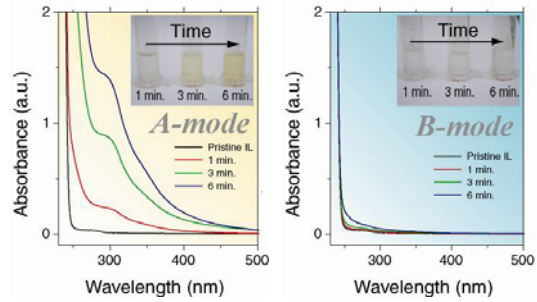 2
1
0
Absorbance (a.u.)
Time
1 min.
3 min.
6 min.
A-mode
Pristine IL
1 min.
3 min.
6 min.
300
400
500
Wavelength (nm)
2
1
0
Absorbance (a.u.)
Time
1 min.
3 min.
6 min.
B-mode
Pristine IL
1 min.
3 min.
6 min.
300
400
500
Wavelength (nm)